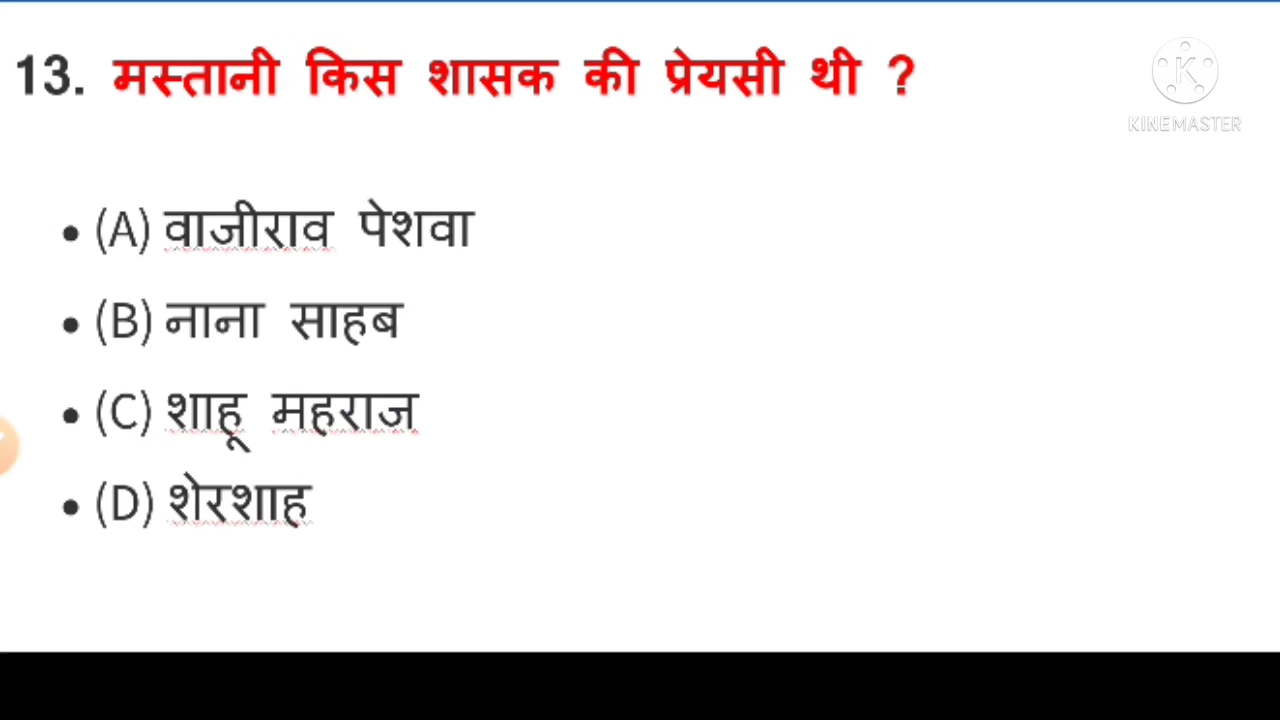 13. मस्तानी किस शासक की प्रेयसी थी ?
KINEMASTER
• (A) वाजीराव पेशवा
• (B) नाना साहब
• (C) शाहू महराज
• (D) शेरशाह